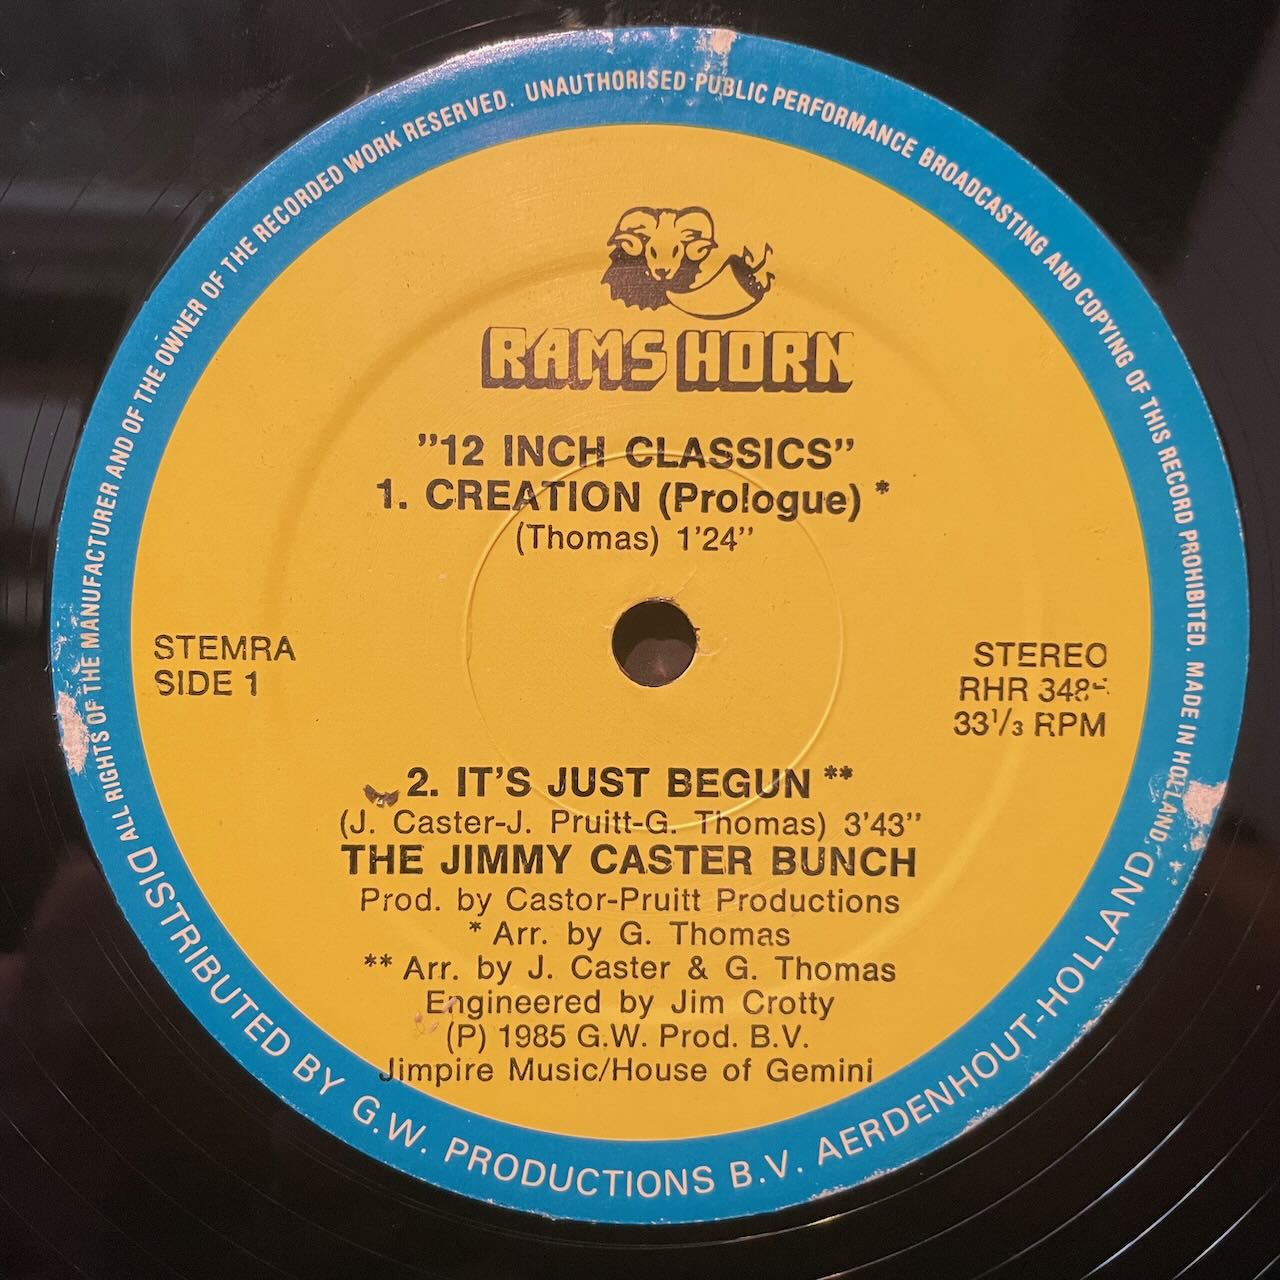 ALL RIGHTS OF THE MANUFACTURER AND OF THE OWNER OF THE RECORDED WORK RESERVED. UNAUTHORISED PUBLIC PERFORMANCE BROADCASTING AND COPYING OF THIS RECORD PROHIBITED. MADE IN HOLLAND,
RAMS HORN
"12 INCH CLASSICS"
1. CREATION (Prologue) *
(Thomas) 1'24"
STEMRA
SIDE 1
STEREO
RHR
33 1/3 RPM
2. IT'S JUST BEGUN **
(J. Caster-J. Pruitt-G. Thomas) 3'43"
THE JIMMY CASTER BUNCH
Prod. by Castor-Pruitt Productions
* Arr. by G. Thomas
** Arr. by J. Caster & G. Thomas
Engineered by Jim Crotty
(P) 1985 G.W. Prod. B.V.
Jimpire Music/House of Gemini
DISTRIBUTED BY G.W. PRODUCTIONS B.V. AERDENHOUT-HOLLAND